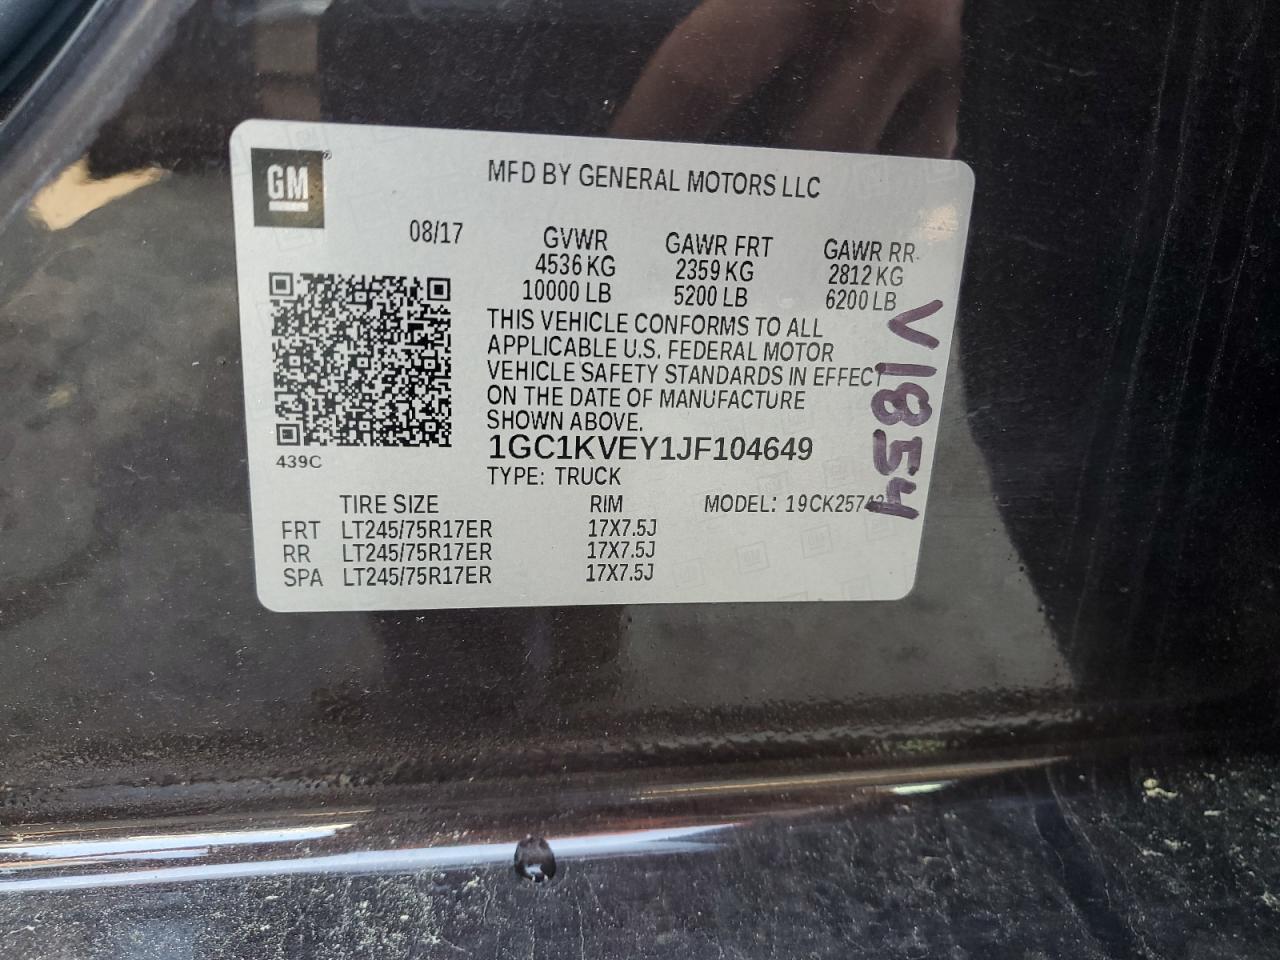 GM
MFD BY GENERAL MOTORS LLC
08/17
GVWR
4536 KG
10000 LB
GAWR FRT
2359 KG
5200 LB
GAWR RR
2812 KG
6200 LB
THIS VEHICLE CONFORMS TO ALL
APPLICABLE U.S. FEDERAL MOTOR
VEHICLE SAFETY STANDARDS IN EFFECT
ON THE DATE OF MANUFACTURE
SHOWN ABOVE.
439C
1GC1KVEY1JF104649
TYPE: TRUCK
TIRE SIZE RIM MODEL: 
FRT LT245/75R17ER 17X7.5J
RR LT245/75R17ER 17X7.5J
SPA LT245/75R17ER 17X7.5J
V1854